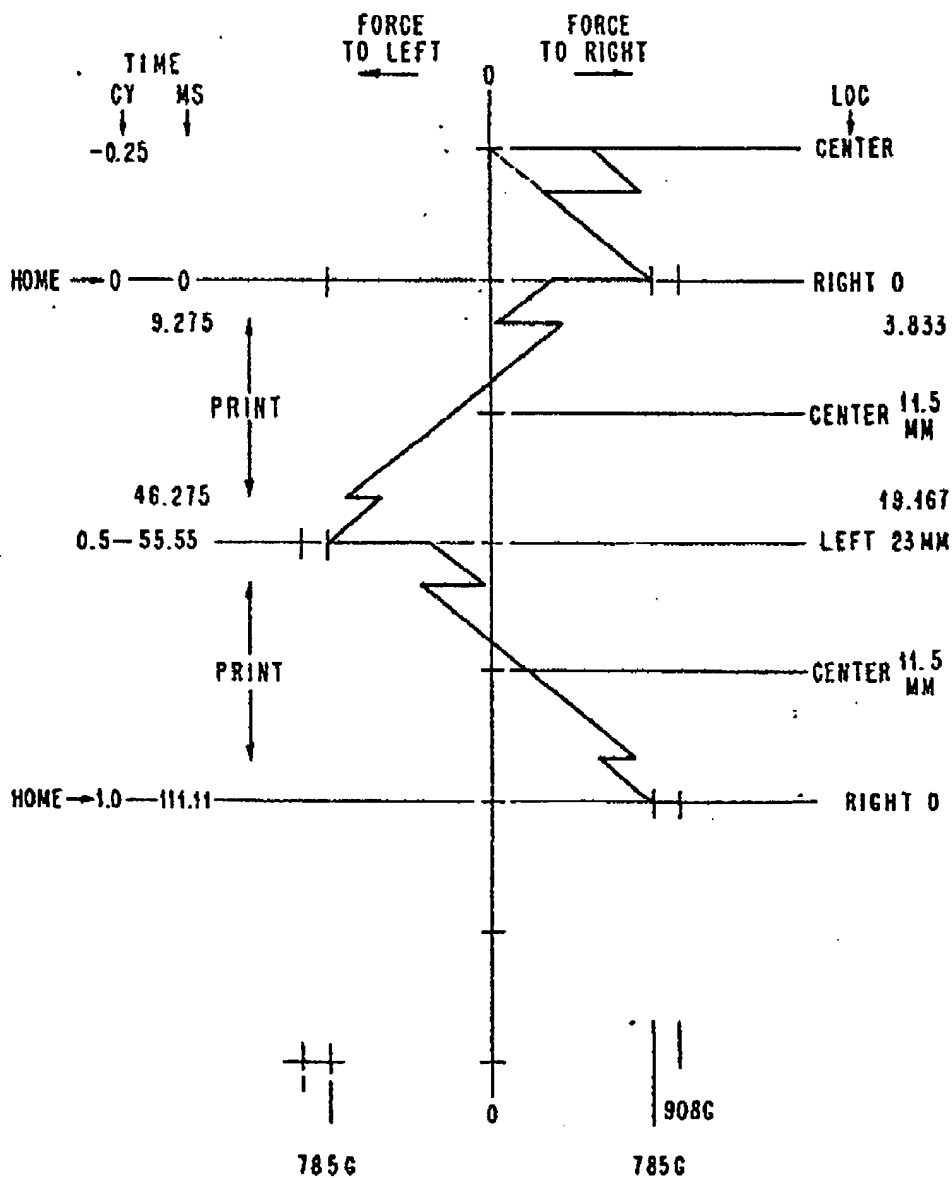 FORCE TO LEFT
FORCE TO RIGHT
0
TIME
CY MS
LOC
-0.25
CENTER
HOME 0 0
RIGHT 0
9.275
3.833
PRINT
CENTER 11.5 MM
46.275
19.167
0.5 55.55
LEFT 23 MM
PRINT
CENTER 11.5 MM
HOME 1.0 111.11
RIGHT 0
0
908G
785G
785G